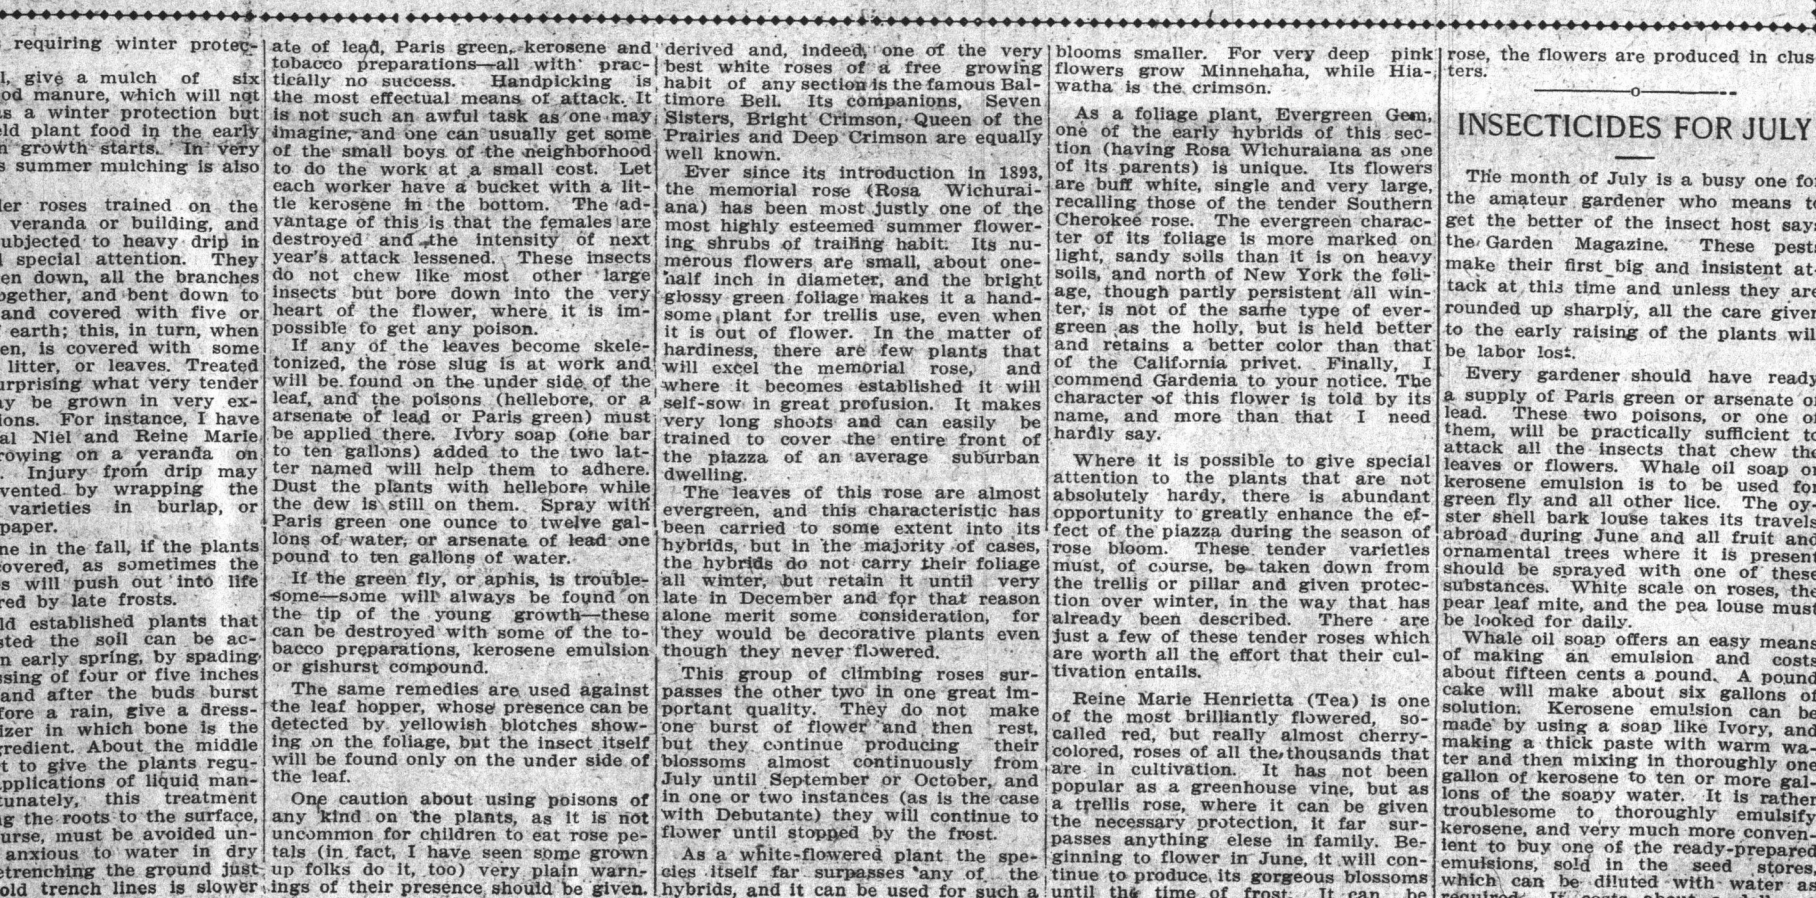 requiring winter protec-
l, give a mulch of six
od manure, which will not
s a winter protection but
eld plant food in the early
n growth starts. In very
s summer mulching is also
ler roses trained on the
veranda or building, and
ubjected to heavy drip in
special attention. They
en down, all the branches
ogether, and bent down to
and covered with five or
earth; this, in turn, when
en, is covered with some
litter, or leaves. Treated
urprising what very tender
ay be grown in very ex-
ions. For instance, I have
al Niel and Reine Marie
rowing on a veranda on
. Injury from drip may
vented by wrapping the
varieties in burlap, or
paper.
ne in the fall, if the plants
overed, as sometimes the
s will push out into life
red by late frosts.
ld established plants that
sted the soil can be ac-
n early spring, by spading
ssing of four or five inches
and after the buds burst
fore a rain, give a dress-
izer in which bone is the
gredient. About the middle
t to give the plants regu-
applications of liquid man-
tunately, this treatment
ng the roots to the surface,
urse, must be avoided un-
anxious to water in dry
etrenching the ground just
old trench lines is slower
ate of lead, Paris green, kerosene and
tobacco preparations—all with prac-
tically no success. Handpicking is
the most effectual means of attack. It
is not such an awful task as one may
imagine, and one can usually get some
of the small boys of the neighborhood
to do the work at a small cost. Let
each worker have a bucket with a lit-
tle kerosene in the bottom. The ad-
vantage of this is that the females are
destroyed and the intensity of next
year's attack lessened. These insects
do not chew like most other large
insects but bore down into the very
heart of the flower, where it is im-
possible to get any poison.
If any of the leaves become skele-
tonized, the rose slug is at work and
will be found on the under side of the
leaf, and the poisons (hellebore, or a
arsenate of lead or Paris green) must
be applied there. Ivory soap (one bar
to ten gallons) added to the two lat-
ter named will help them to adhere.
Dust the plants with hellebore while
the dew is still on them. Spray with
Paris green one ounce to twelve gal-
lons of water, or arsenate of lead one
pound to ten gallons of water.
If the green fly, or aphis, is trouble-
some—some will always be found on
the tip of the young growth—these
can be destroyed with some of the to-
bacco preparations, kerosene emulsion
or gishurst compound.
The same remedies are used against
the leaf hopper, whose presence can be
detected by yellowish blotches show-
ing on the foliage, but the insect itself
will be found only on the under side of
the leaf.
One caution about using poisons of
any kind on the plants, as it is not
uncommon for children to eat rose pe-
tals (in fact, I have seen some grown
up folks do it, too) very plain warn-
ings of their presence should be given.
derived and, indeed, one of the very
best white roses of a free growing
habit of any section is the famous Bal-
timore Bell. Its companions, Seven
Sisters, Bright Crimson, Queen of the
Prairies and Deep Crimson are equally
well known.
Ever since its introduction in 1893,
the memorial rose (Rosa Wichurai-
ana) has been most justly one of the
most highly esteemed summer flower-
ing shrubs of trailing habit. Its nu-
merous flowers are small, about one-
half inch in diameter, and the bright
glossy green foliage makes it a hand-
some plant for trellis use, even when
it is out of flower. In the matter of
hardiness, there are few plants that
will excel the memorial rose, and
where it becomes established it will
self-sow in great profusion. It makes
very long shoots and can easily be
trained to cover the entire front of
the piazza of an average suburban
dwelling.
The leaves of this rose are almost
evergreen, and this characteristic has
been carried to some extent into its
hybrids, but in the majority of cases,
the hybrids do not carry their foliage
all winter, but retain it until very
late in December and for that reason
alone merit some consideration, for
they would be decorative plants even
though they never flowered.
This group of climbing roses sur-
passes the other two in one great im-
portant quality. They do not make
one burst of flower and then rest,
but they continue producing their
blossoms almost continuously from
July until September or October, and
in one or two instances (as is the case
with Debutante) they will continue to
flower until stopped by the frost.
As a white-flowered plant the spe-
cies itself far surpasses any of the
hybrids, and it can be used for such a
blooms smaller. For very deep pink
flowers grow Minnehaha, while Hia-
watha is the crimson.
As a foliage plant, Evergreen Gem,
one of the early hybrids of this sec-
tion (having Rosa Wichuraiana as one
of its parents) is unique. Its flowers
are buff white, single and very large,
recalling those of the tender Southern
Cherokee rose. The evergreen charac-
ter of its foliage is more marked on
light, sandy soils than it is on heavy
soils, and north of New York the foli-
age, though partly persistent all win-
ter, is not of the same type of ever-
green as the holly, but is held better
and retains a better color than that
of the California privet. Finally, I
commend Gardenia to your notice. The
character of this flower is told by its
name, and more than that I need
hardly say.
Where it is possible to give special
attention to the plants that are not
absolutely hardy, there is abundant
opportunity to greatly enhance the ef-
fect of the piazza during the season of
rose bloom. These tender varieties
must, of course, be taken down from
the trellis or pillar and given protec-
tion over winter, in the way that has
already been described. There are
just a few of these tender roses which
are worth all the effort that their cul-
tivation entails.
Reine Marie Henrietta (Tea) is one
of the most brilliantly flowered, so-
called red, but really almost cherry-
colored, roses of all the thousands that
are in cultivation. It has not been
popular as a greenhouse vine, but as
a trellis rose, where it can be given
the necessary protection, it far sur-
passes anything elese in family. Be-
ginning to flower in June, it will con-
tinue to produce its gorgeous blossoms
until the time of frost. It can be
rose, the flowers are produced in clus-
ters.
INSECTICIDES FOR JULY
The month of July is a busy one for
the amateur gardener who means to
get the better of the insect host says
the Garden Magazine. These pests
make their first big and insistent at-
tack at this time and unless they are
rounded up sharply, all the care given
to the early raising of the plants will
be labor lost.
Every gardener should have ready
a supply of Paris green or arsenate of
lead. These two poisons, or one of
them, will be practically sufficient to
attack all the insects that chew the
leaves or flowers. Whale oil soap or
kerosene emulsion is to be used for
green fly and all other lice. The oy-
ster shell bark louse takes its travels
abroad during June and all fruit and
ornamental trees where it is present
should be sprayed with one of these
substances. White scale on roses, the
pear leaf mite, and the pea louse must
be looked for daily.
Whale oil soap offers an easy means
of making an emulsion and costs
about fifteen cents a pound. A pound
cake will make about six gallons of
solution. Kerosene emulsion can be
made by using a soap like Ivory, and
making a thick paste with warm wa-
ter and then mixing in thoroughly one
gallon of kerosene to ten or more gal-
lons of the soapy water. It is rather
troublesome to thoroughly emulsify
kerosene, and very much more conven-
ient to buy one of the ready-prepared
emulsions, sold in the seed stores,
which can be diluted with water as